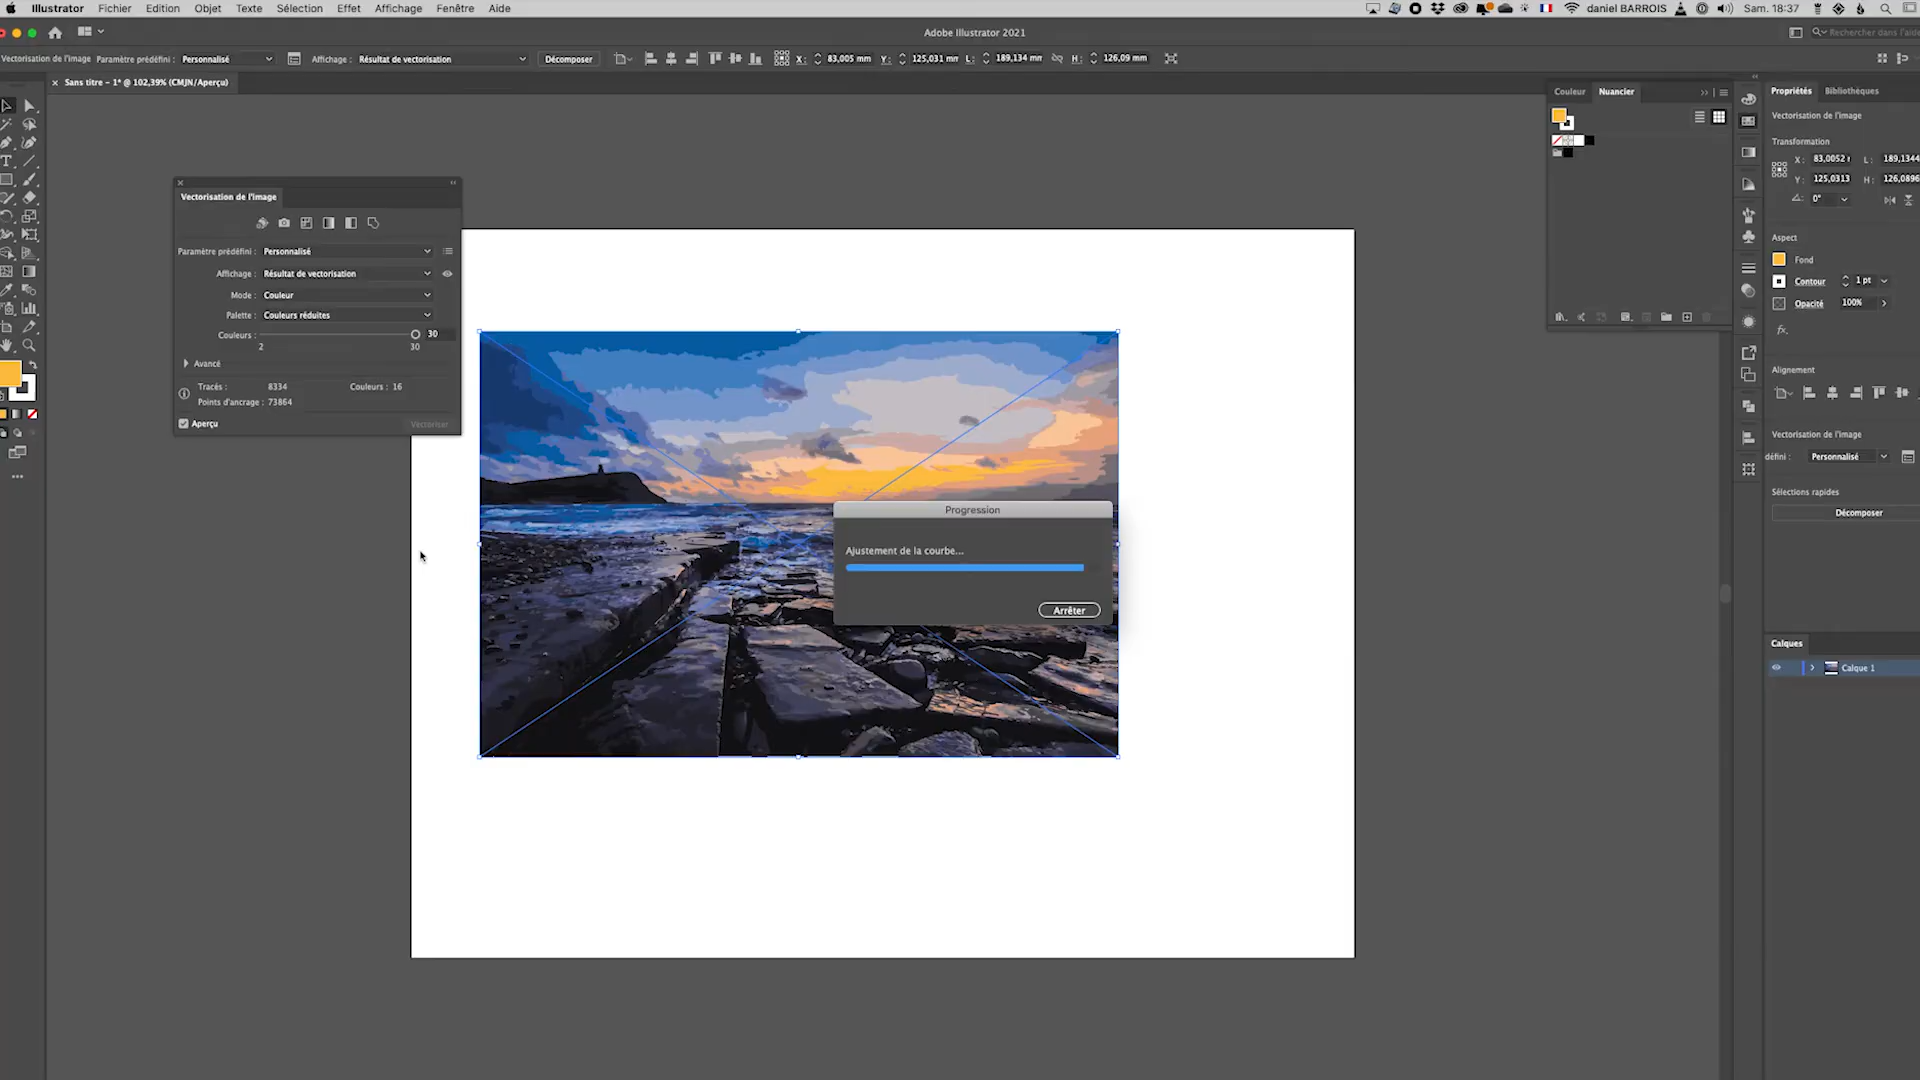 Illustrator Fichier Edition Objet Texte Sélection Effet Affichage Fenêtre Aide
daniel BARROIS Sam. 18:37
Adobe Illustrator 2021
Rechercher dans l'aide
Vectorisation de l'image Paramètre prédéfini : Personnalisé Affichage : Résultat de vectorisation Décomposer X : 83,005 mm Y : 125,031 mm L : 189,134 mm H : 126,09 mm
Sans titre - 1* @ 102,39% (CMJN/Aperçu)
Vectorisation de l'image
Paramètre prédéfini : Personnalisé
Affichage : Résultat de vectorisation
Mode : Couleur
Palette : Couleurs réduites
Couleurs : 30
2 30
Avancé
Tracés : 8334 Couleurs : 16
Points d'ancrage : 73864
Aperçu Vectoriser
Progression
Ajustement de la courbe...
Arrêter
Couleur Nuancier
Propriétés Bibliothèques
Vectorisation de l'image
Transformation
X : 83,0052 L : 189,1344
Y : 125,0313 H : 126,0896
0°
Aspect
Fond
Contour 1 pt
Opacité 100%
fx.
Alignement
Vectorisation de l'image
défini : Personnalisé
Sélections rapides
Décomposer
Calques
Calque 1